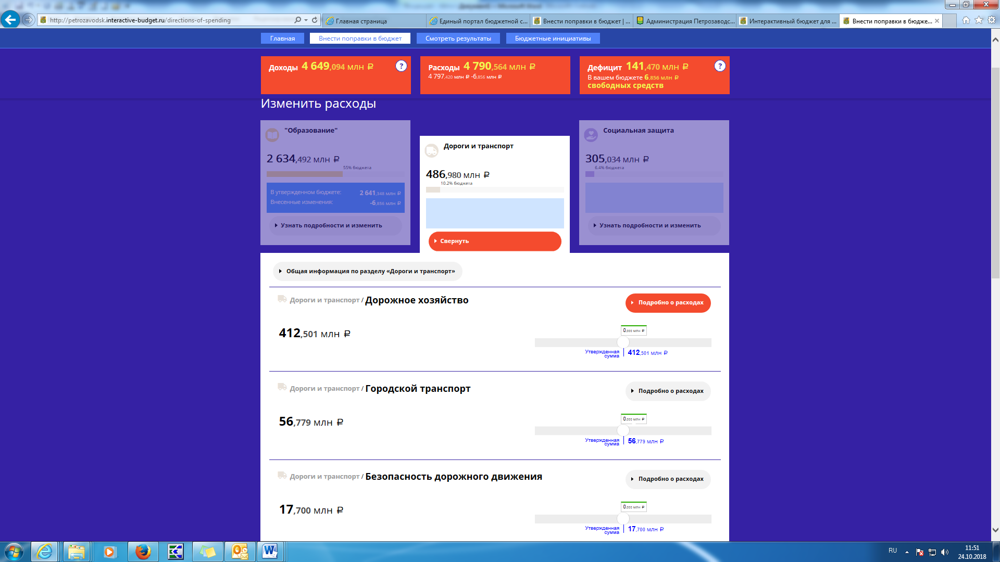 http://petrozavodsk.interactive-budget.ru/directions-of-spending
Главная страница
Единый портал бюджетной с...
Внести поправки в бюджет | ...
Администрация Петрозаводс...
Интерактивный бюджет для ...
Внести поправки в бюдже...
Главная
Внести поправки в бюджет
Смотреть результаты
Бюджетные инициативы
Доходы 4 649,094 млн ₽ ?
Расходы 4 790,564 млн ₽
4 797,420 млн ₽ -6,856 млн ₽
Дефицит 141,470 млн ₽ ?
В вашем бюджете 6,856 млн ₽
свободных средств
Изменить расходы
"Образование"
2 634,492 млн ₽
55% бюджета
В утвержденном бюджете: 2 641,348 млн ₽
Внесенные изменения: -6,856 млн ₽
Узнать подробности и изменить
Дороги и транспорт
486,980 млн ₽
10.2% бюджета
Свернуть
Социальная защита
305,034 млн ₽
6.4% бюджета
Узнать подробности и изменить
Общая информация по разделу «Дороги и транспорт»
Дороги и транспорт / Дорожное хозяйство
Подробно о расходах
412,501 млн ₽
0,000 млн ₽
Утвержденная
сумма
412,501 млн ₽
Дороги и транспорт / Городской транспорт
Подробно о расходах
56,779 млн ₽
0,000 млн ₽
Утвержденная
сумма
56,779 млн ₽
Дороги и транспорт / Безопасность дорожного движения
Подробно о расходах
17,700 млн ₽
0,000 млн ₽
Утвержденная
сумма
17,700 млн ₽
RU
11:51
24.10.2018